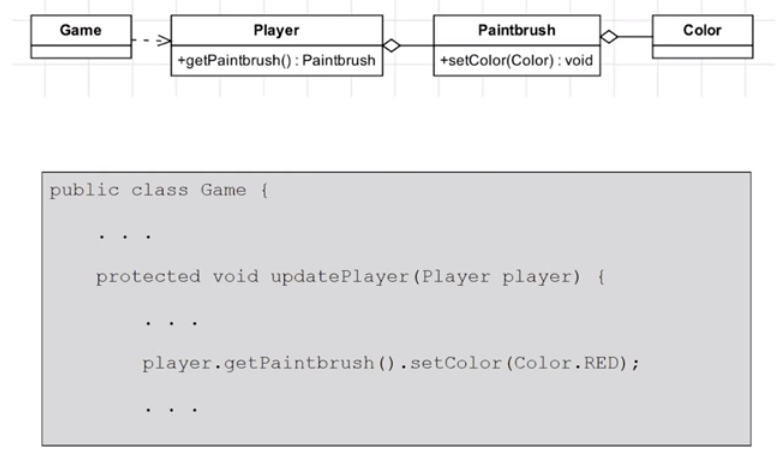 Game
Player
+getPaintbrush() : Paintbrush
Paintbrush
+setColor(Color) : void
Color
public class Game {
. . .
protected void updatePlayer(Player player) {
. . .
player.getPaintbrush().setColor(Color.RED);
. . .